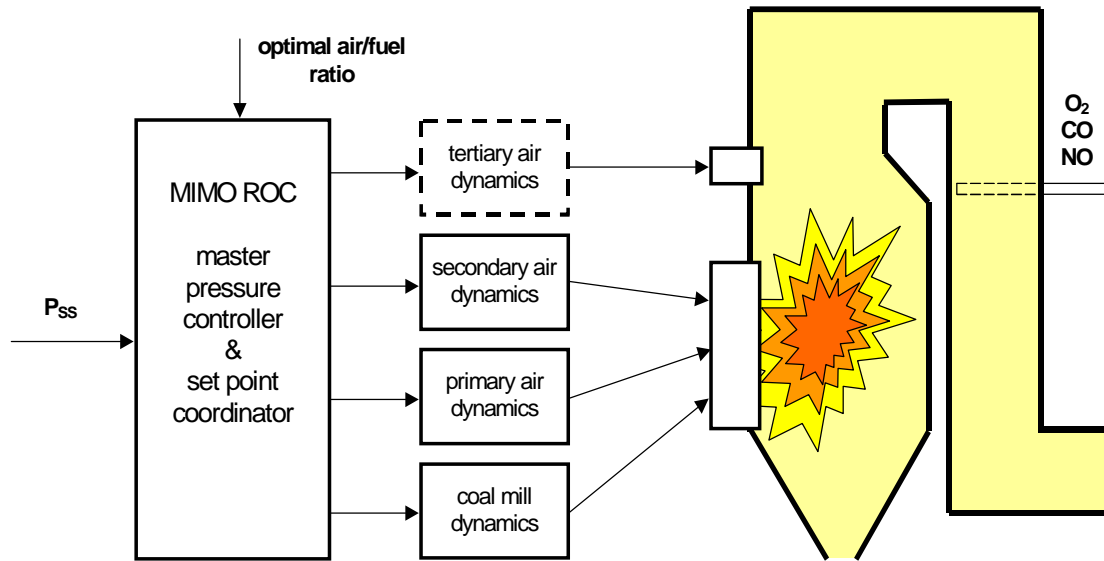 optimal air/fuel
ratio
MIMO ROC
master
pressure
controller
&
set point
coordinator
P_SS
tertiary air
dynamics
secondary air
dynamics
primary air
dynamics
coal mill
dynamics
O₂
CO
NO